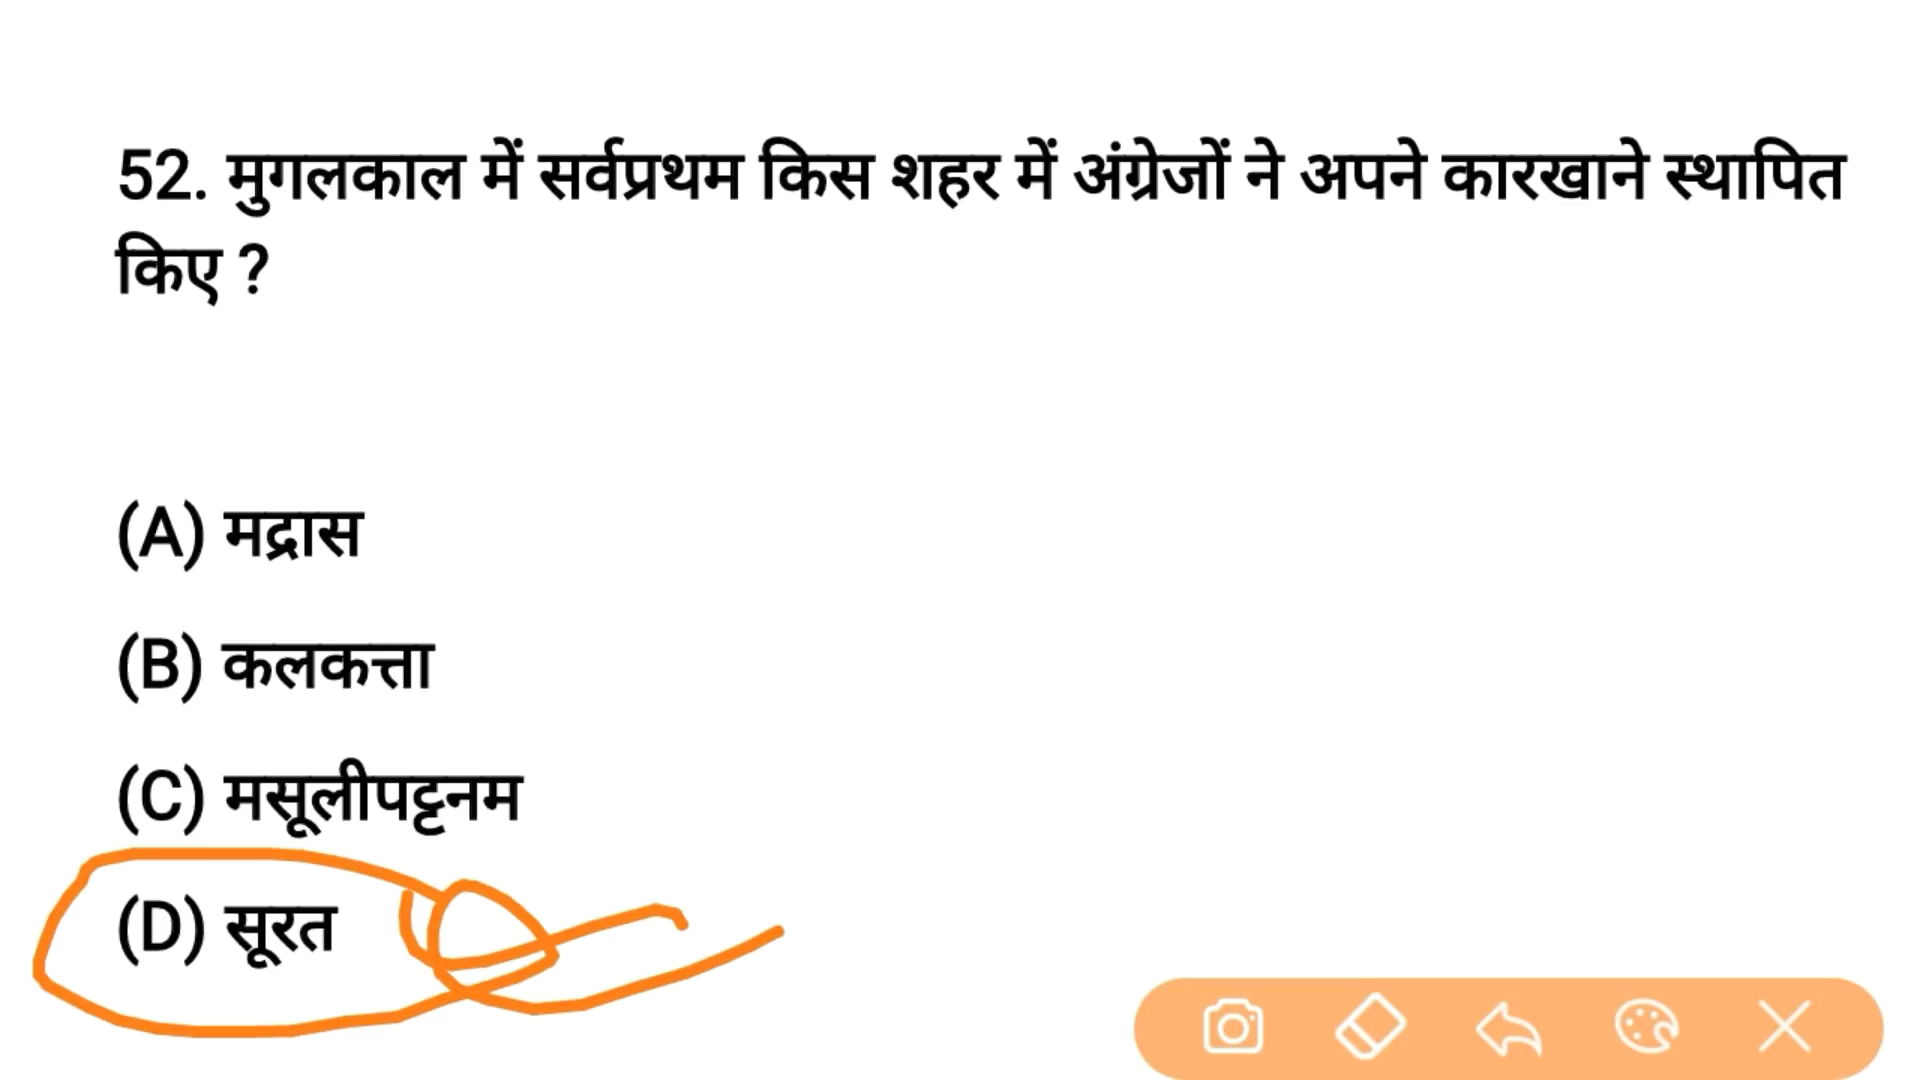 52. मुगलकाल में सर्वप्रथम किस शहर में अंग्रेजों ने अपने कारखाने स्थापित
किए ?
(A) मद्रास
(B) कलकत्ता
(C) मसूलीपट्टनम
(D) सूरत